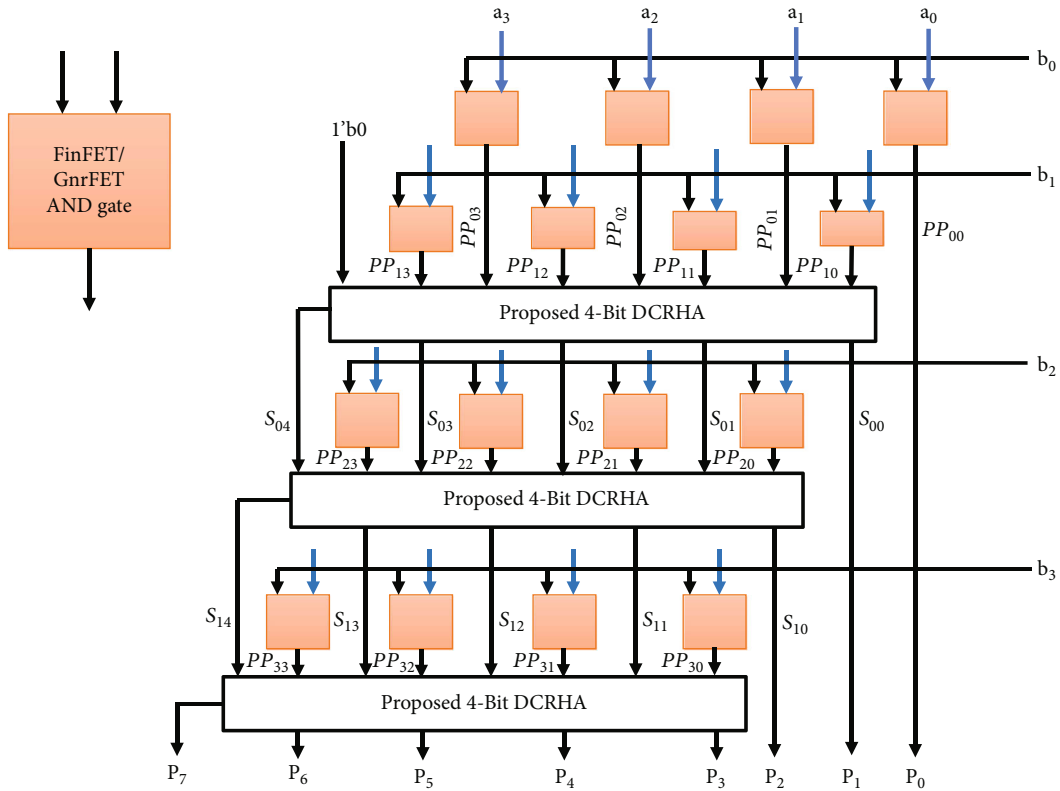 a₃ a₂ a₁ a₀
b₀
FinFET/
GnrFET
AND gate
1'b0
b₁
PP₀₃ PP₀₂ PP₀₁ PP₀₀
PP₁₃ PP₁₂ PP₁₁ PP₁₀
Proposed 4-Bit DCRHA
b₂
S₀₄ S₀₃ S₀₂ S₀₁ S₀₀
PP₂₃ PP₂₂ PP₂₁ PP₂₀
Proposed 4-Bit DCRHA
b₃
S₁₄ S₁₃ S₁₂ S₁₁ S₁₀
PP₃₃ PP₃₂ PP₃₁ PP₃₀
Proposed 4-Bit DCRHA
P₇ P₆ P₅ P₄ P₃ P₂ P₁ P₀